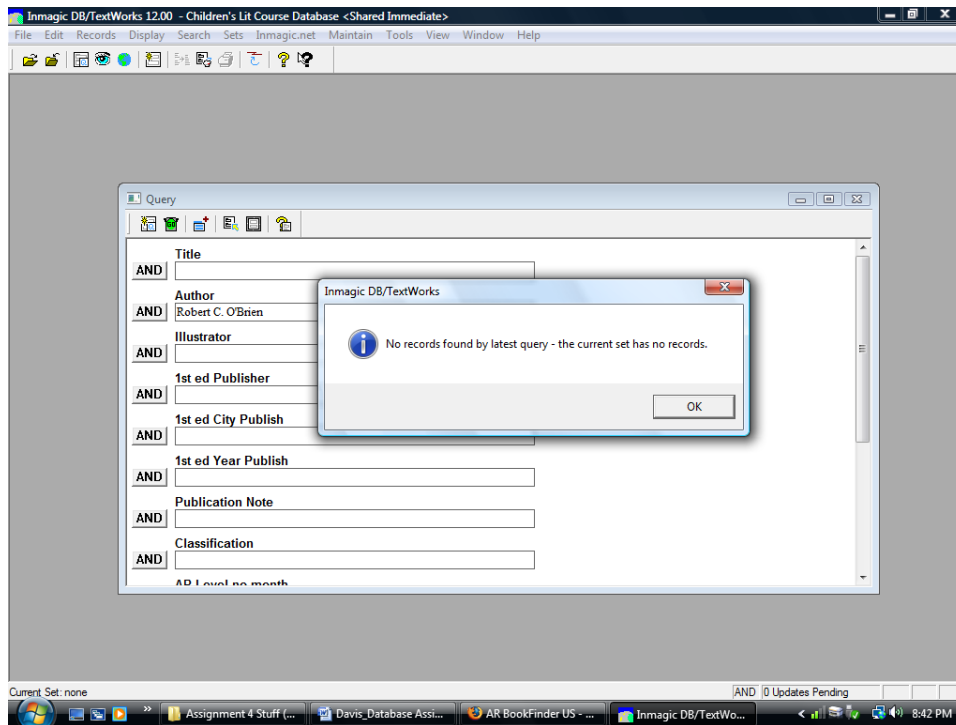 Inmagic DB/TextWorks 12.00 - Children's Lit Course Database <Shared Immediate>
File Edit Records Display Search Sets Inmagic.net Maintain Tools View Window Help
Query
Title
AND
Author
AND Robert C. O'Brien
Illustrator
AND
1st ed Publisher
AND
1st ed City Publish
AND
1st ed Year Publish
AND
Publication Note
AND
Classification
AND
AR Level no month
Inmagic DB/TextWorks
No records found by latest query - the current set has no records.
OK
Current Set: none
AND 0 Updates Pending
Assignment 4 Stuff (... Davis_Database Assi... AR BookFinder US - ... Inmagic DB/TextWo... 8:42 PM